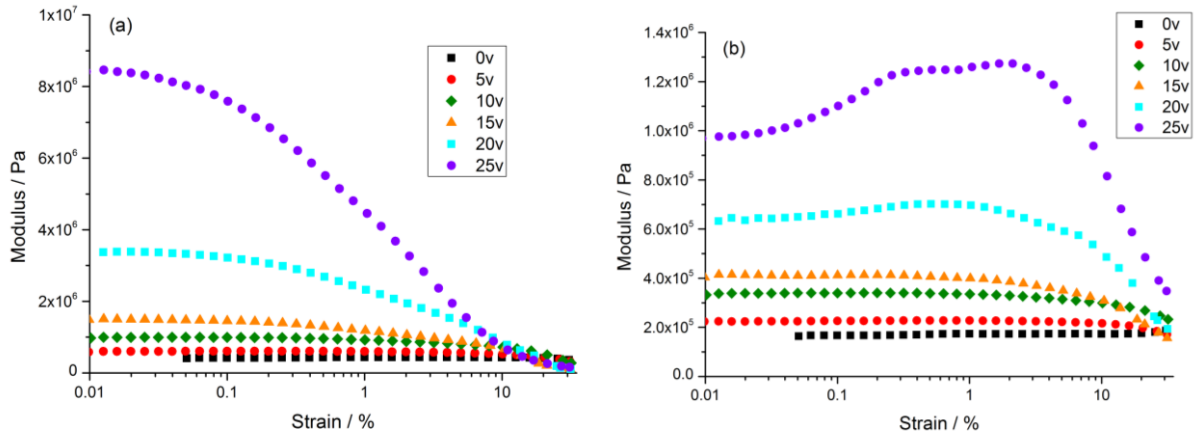 (a)
1x10⁷
8x10⁶
6x10⁶
4x10⁶
2x10⁶
0
Modulus / Pa
0.01
0.1
1
10
Strain / %
0v
5v
10v
15v
20v
25v
(b)
1.4x10⁶
1.2x10⁶
1.0x10⁶
8.0x10⁵
6.0x10⁵
4.0x10⁵
2.0x10⁵
0.0
Modulus / Pa
0.01
0.1
1
10
Strain / %
0v
5v
10v
15v
20v
25v